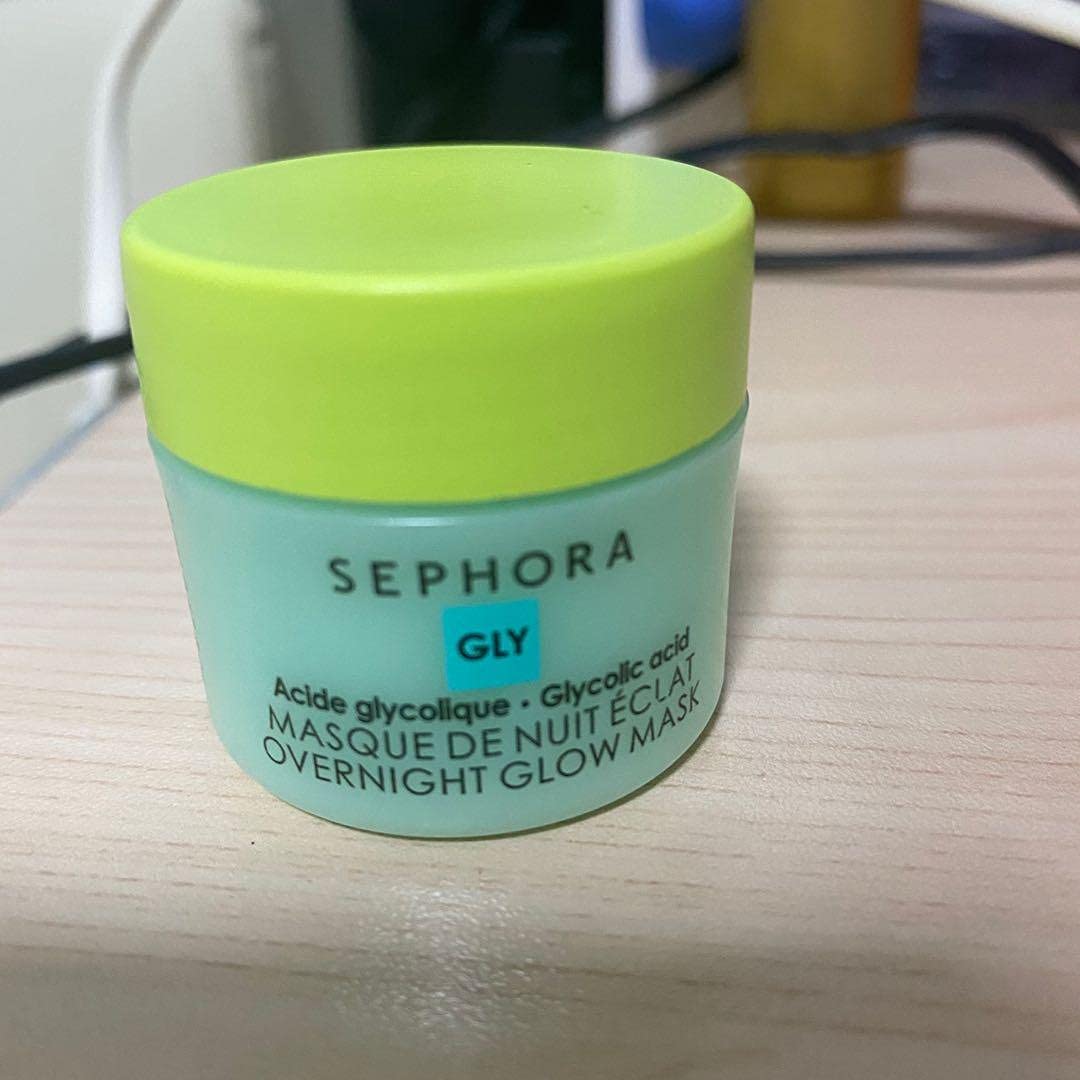 SEPHORA
GLY
Acide glycolique • Glycolic acid
MASQUE DE NUIT ÉCLAT
OVERNIGHT GLOW MASK